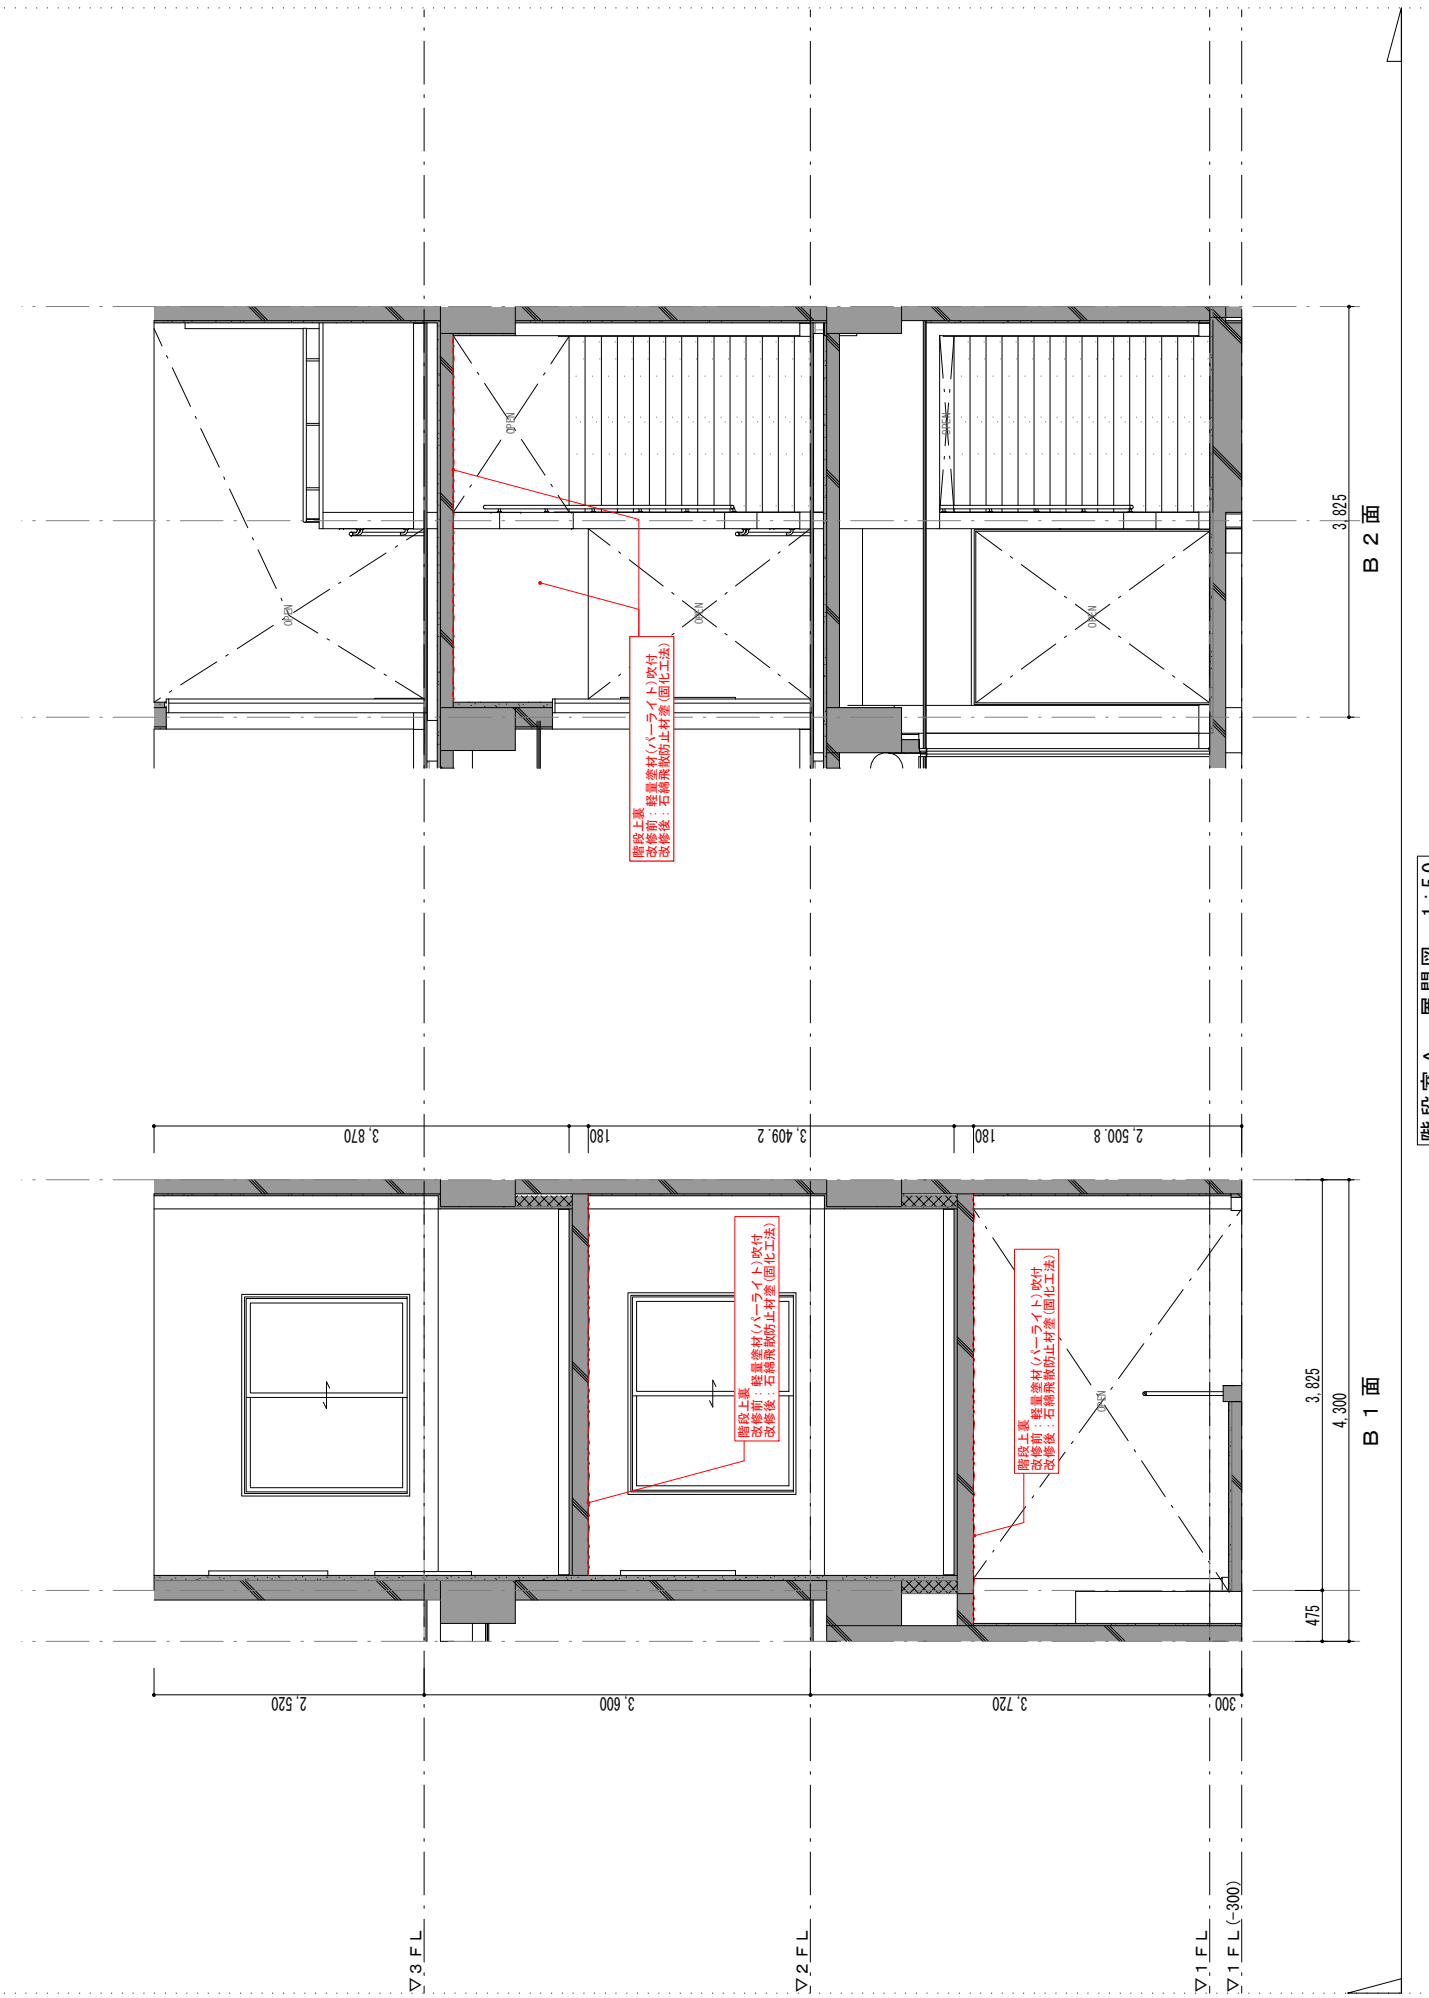 ▽3FL
▽2FL
▽1FL
▽1FL(-300)
2,520
3,600
3,720
300
475
3,825
4,300
B1面
3,870
180
3,409.2
180
2,500.8
階段上裏
改修前：軽量塗材(パーライト)吹付
改修後：石綿飛散防止材塗(固化工法)
階段上裏
改修前：軽量塗材(パーライト)吹付
改修後：石綿飛散防止材塗(固化工法)
OPEN
階段上裏
改修前：軽量塗材(パーライト)吹付
改修後：石綿飛散防止材塗(固化工法)
OPEN
OPEN
OPEN
OPEN
OPEN
3,825
B2面